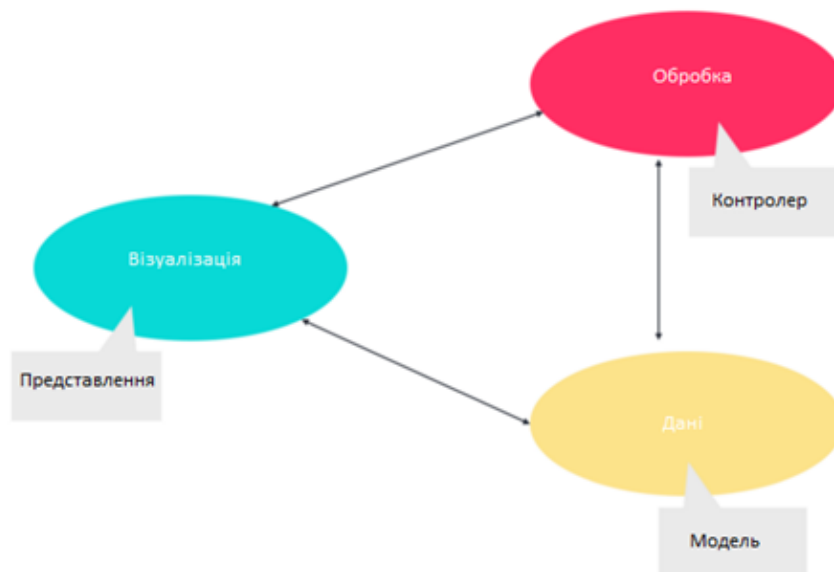 Обробка
Контролер
Візуалізація
Представлення
Дані
Модель